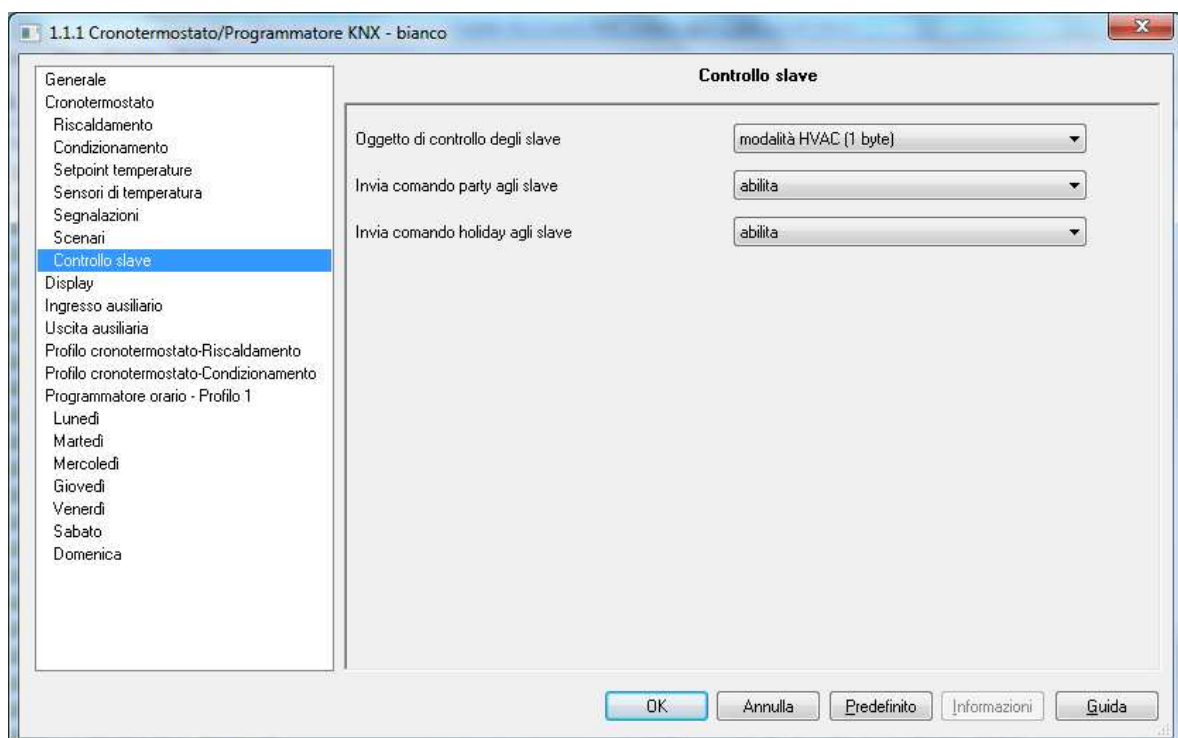 1.1.1 Cronotermostato/Programmatore KNX - bianco
Generale
Cronotermostato
Riscaldamento
Condizionamento
Setpoint temperature
Sensori di temperatura
Segnalazioni
Scenari
Controllo slave
Display
Ingresso ausiliario
Uscita ausiliaria
Profilo cronotermostato-Riscaldamento
Profilo cronotermostato-Condizionamento
Programmatore orario - Profilo 1
Lunedì
Martedì
Mercoledì
Giovedì
Venerdì
Sabato
Domenica
Controllo slave
Oggetto di controllo degli slave modalità HVAC (1 byte)
Invia comando party agli slave abilita
Invia comando holiday agli slave abilita
OK Annulla Predefinito Informazioni Guida